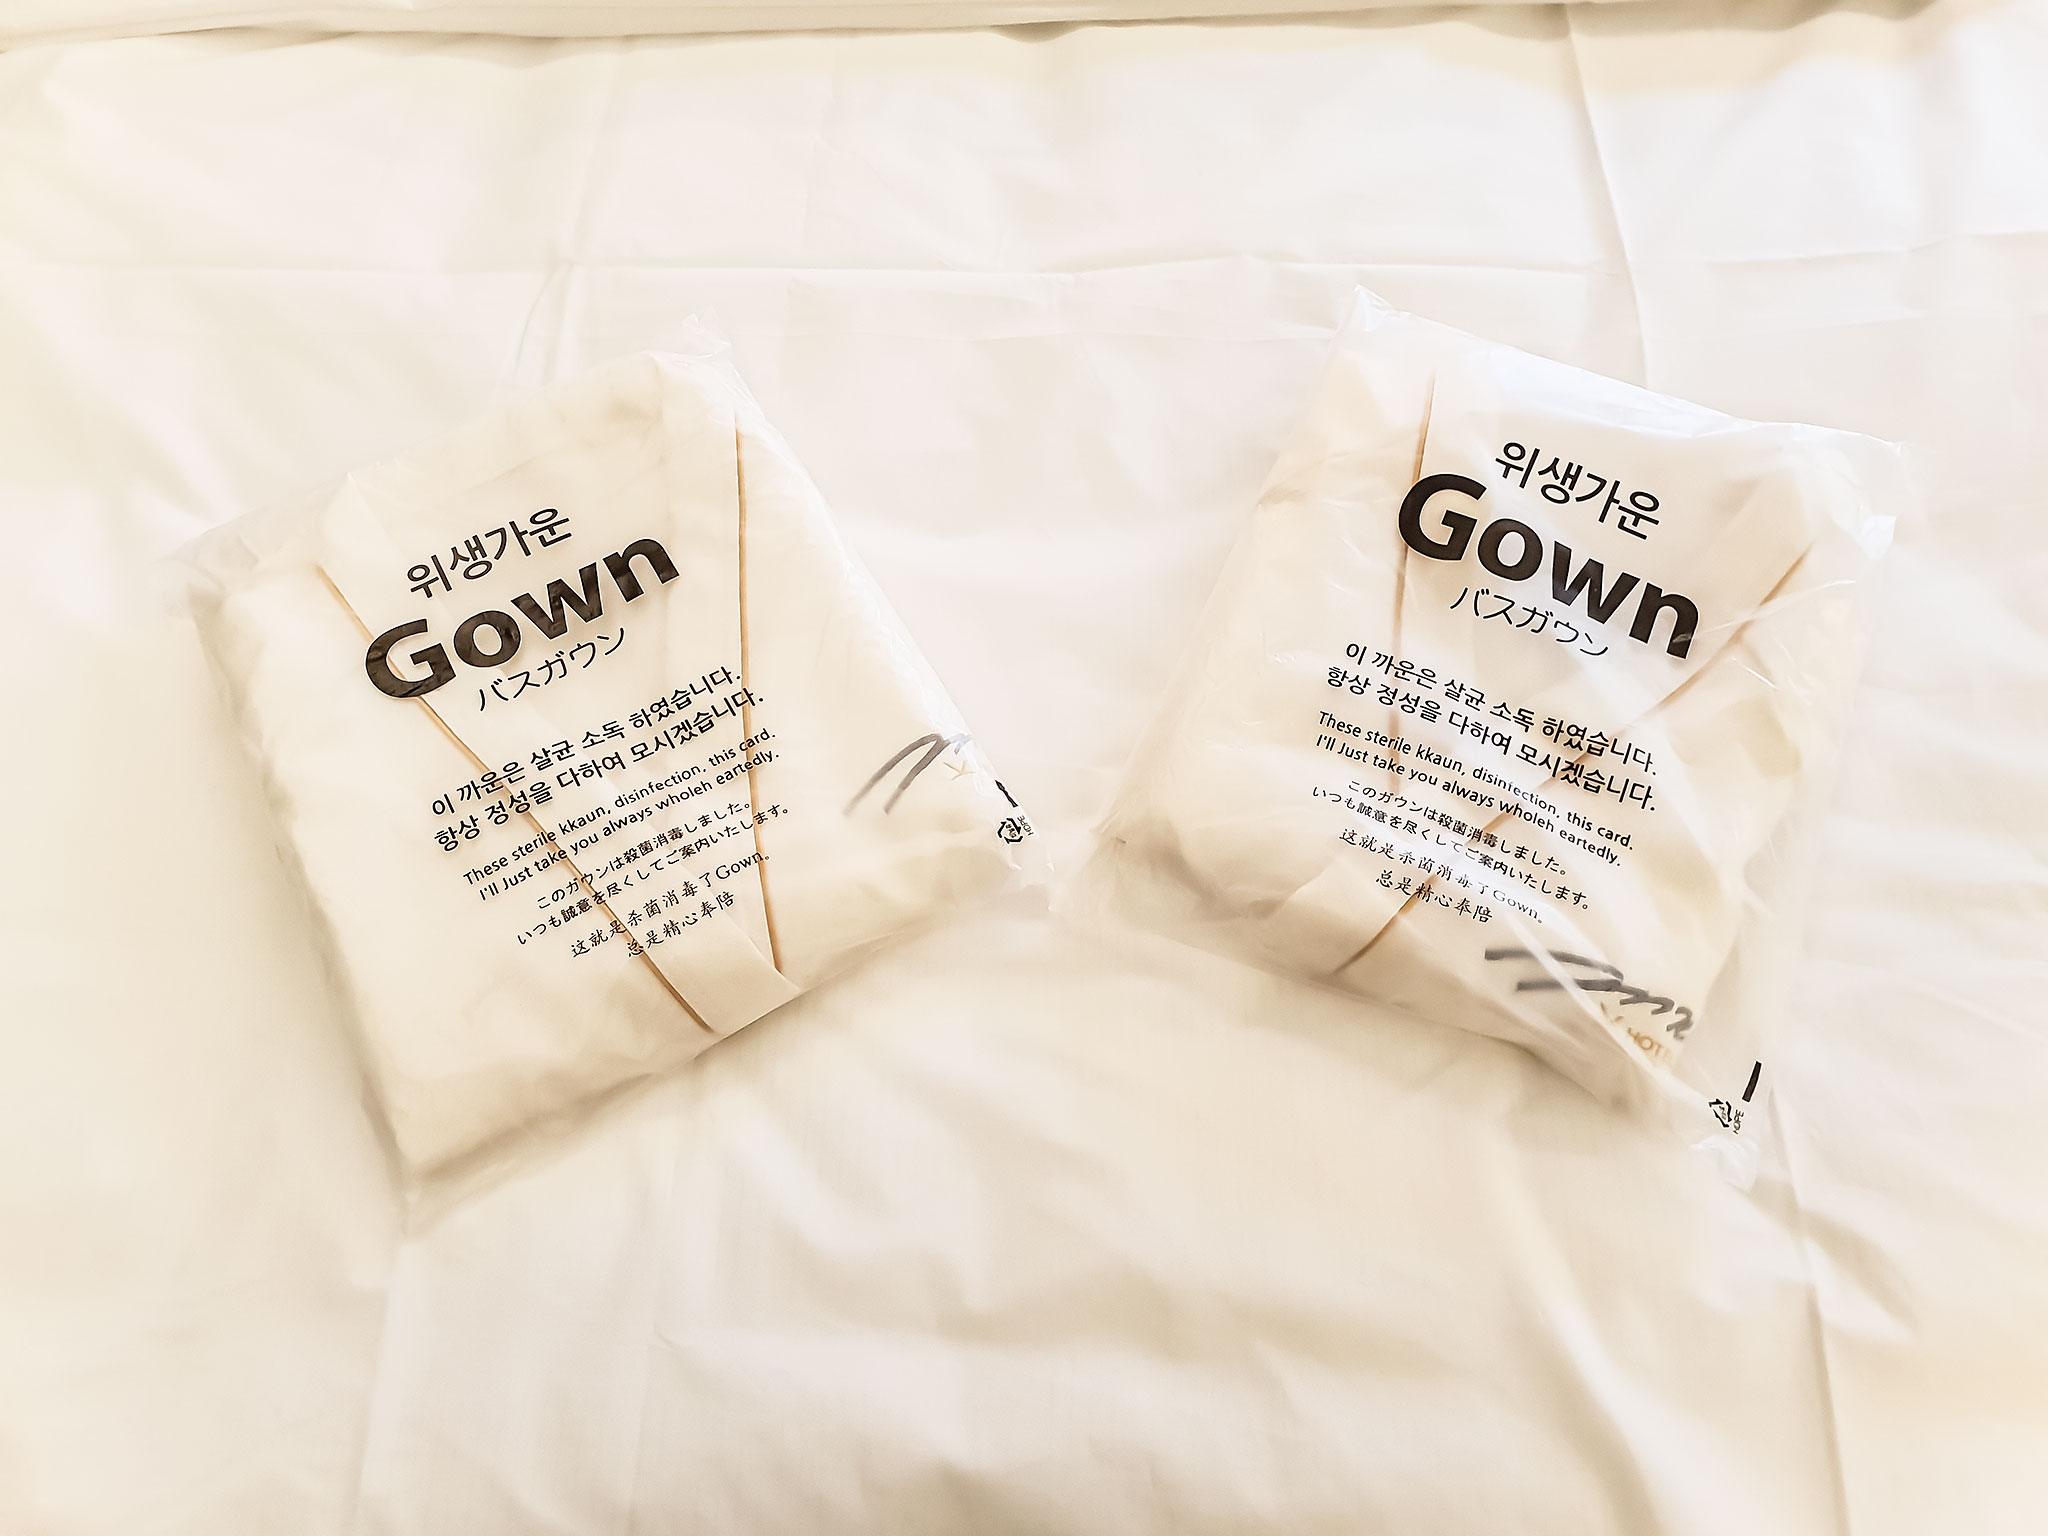 위생가운
Gown
バスガウン
이 까운은 살균 소독 하였습니다.
항상 정성을 다하여 모시겠습니다.
These sterile kkaun, disinfection, this card.
I'll Just take you always wholeh eartedly.
このガウンは殺菌消毒しました。
いつも誠意を尽くしてご案内いたします。
这就是杀菌消毒了Gown。
总是精心奉陪
위생가운
Gown
バスガウン
이 까운은 살균 소독 하였습니다.
항상 정성을 다하여 모시겠습니다.
These sterile kkaun, disinfection, this card.
I'll Just take you always wholeh eartedly.
このガウンは殺菌消毒しました。
いつも誠意を尽くしてご案内いたします。
这就是杀菌消毒了Gown。
总是精心奉陪